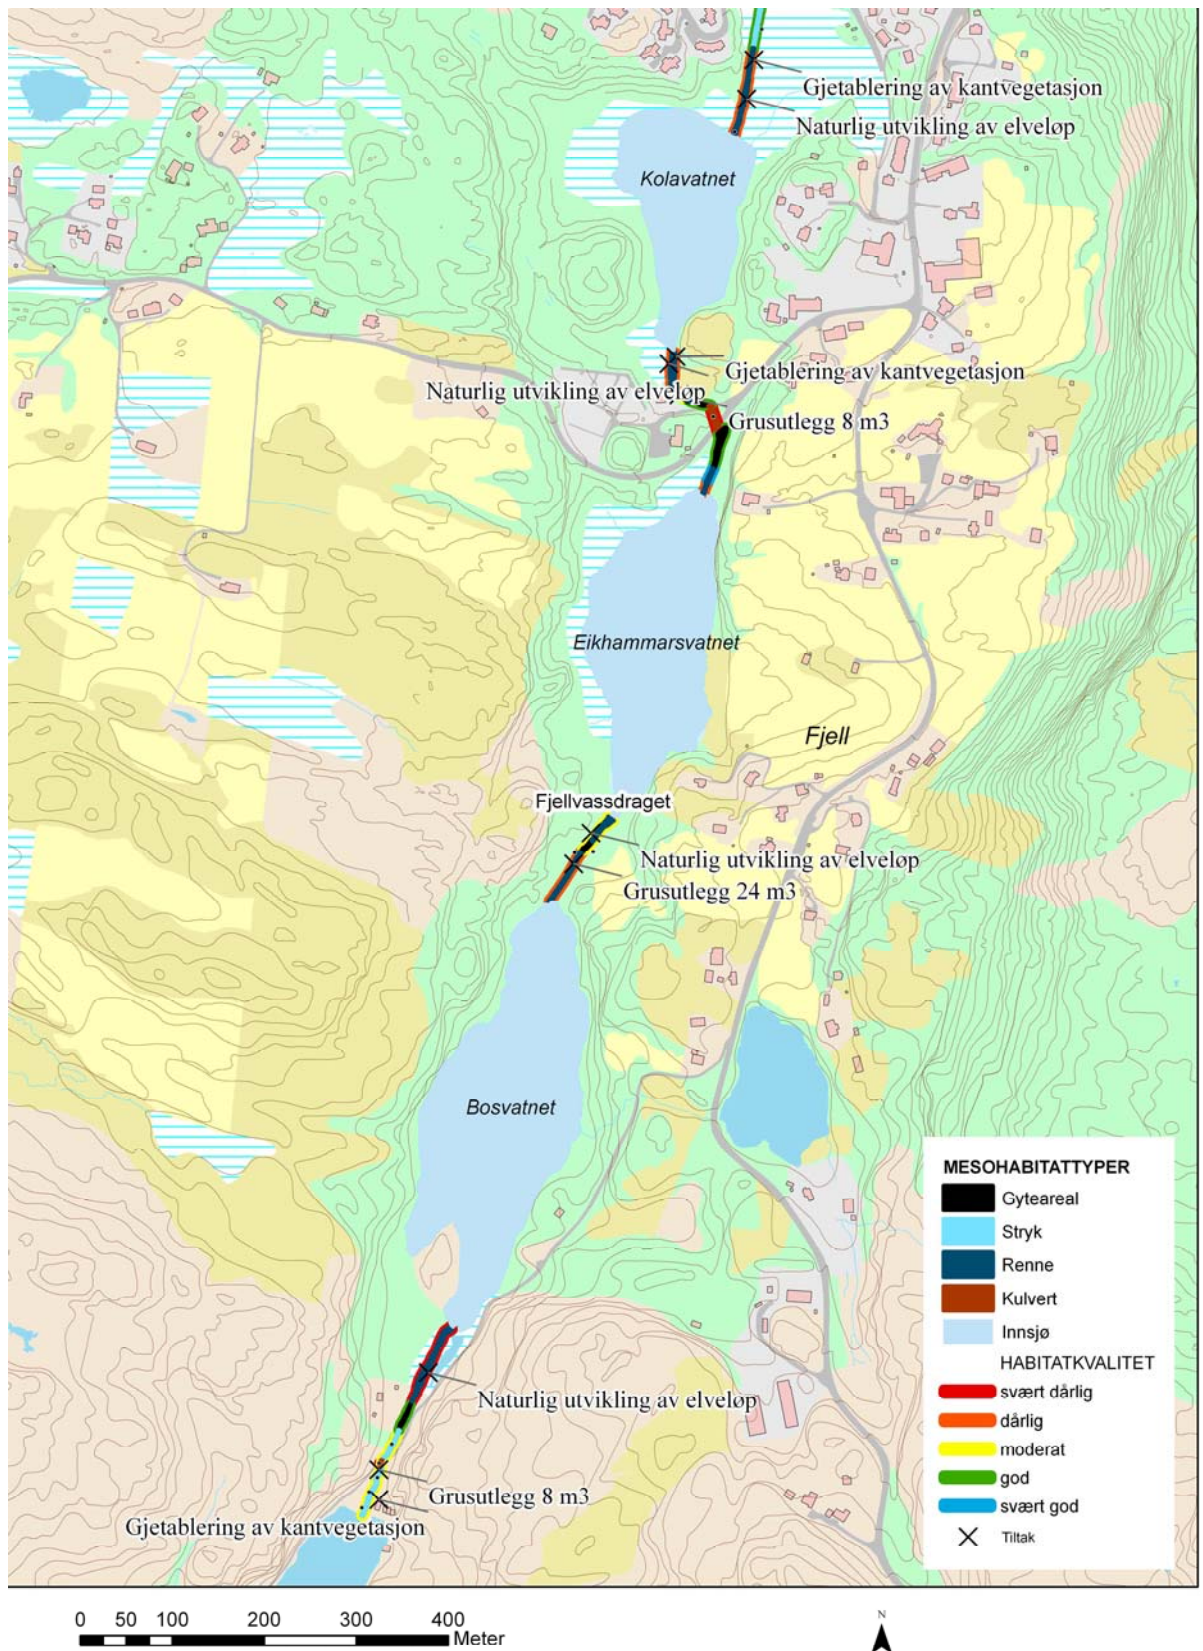 Gjetablering av kantvegetasjon
Naturlig utvikling av elveløp
Kolavatnet
Gjetablering av kantvegetasjon
Naturlig utvikling av elveløp
Grusutlegg 8 m3
Eikhammarsvatnet
Fjell
Fjellvassdraget
Naturlig utvikling av elveløp
Grusutlegg 24 m3
Bosvatnet
MESOHABITATTYPER
Gyteareal
Stryk
Renne
Kulvert
Innsjø
HABITATKVALITET
svært dårlig
dårlig
moderat
god
svært god
Tiltak
Naturlig utvikling av elveløp
Grusutlegg 8 m3
Gjetablering av kantvegetasjon
0 50 100 200 300 400
Meter
N